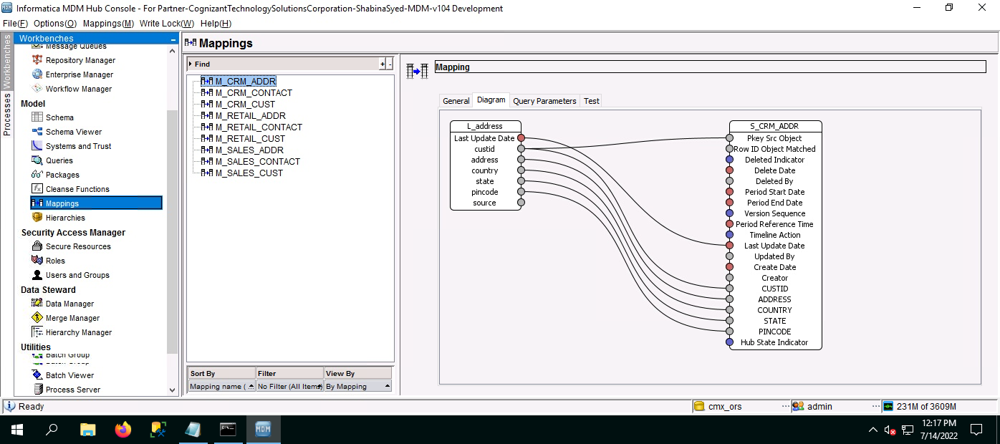 Informatica MDM Hub Console - For Partner-CognizantTechnologySolutionsCorporation-ShabinaSyed-MDM-v104 Development
File(F) Options(O) Mappings(M) Write Lock(W) Help(H)
Workbenches
Processes
Workbenches
Message Queues
Repository Manager
Enterprise Manager
Workflow Manager
Model
Schema
Schema Viewer
Systems and Trust
Queries
Packages
Cleanse Functions
Mappings
Hierarchies
Security Access Manager
Secure Resources
Roles
Users and Groups
Data Steward
Data Manager
Merge Manager
Hierarchy Manager
Utilities
Batch Group
Batch Viewer
Process Server
Mappings
Find + -
M_CRM_ADDR
M_CRM_CONTACT
M_CRM_CUST
M_RETAIL_ADDR
M_RETAIL_CONTACT
M_RETAIL_CUST
M_SALES_ADDR
M_SALES_CONTACT
M_SALES_CUST
Sort By Filter View By
Mapping name ( ... No Filter (All Items) By Mapping
Mapping
General Diagram Query Parameters Test
L_address
Last Update Date
custid
address
country
state
pincode
source
S_CRM_ADDR
Pkey Src Object
Row ID Object Matched
Deleted Indicator
Delete Date
Deleted By
Period Start Date
Period End Date
Version Sequence
Period Reference Time
Timeline Action
Last Update Date
Updated By
Create Date
Creator
CUSTID
ADDRESS
COUNTRY
STATE
PINCODE
Hub State Indicator
Ready cmx_ors ... admin ... 231M of 3609M
MDM
12:17 PM
7/14/2022